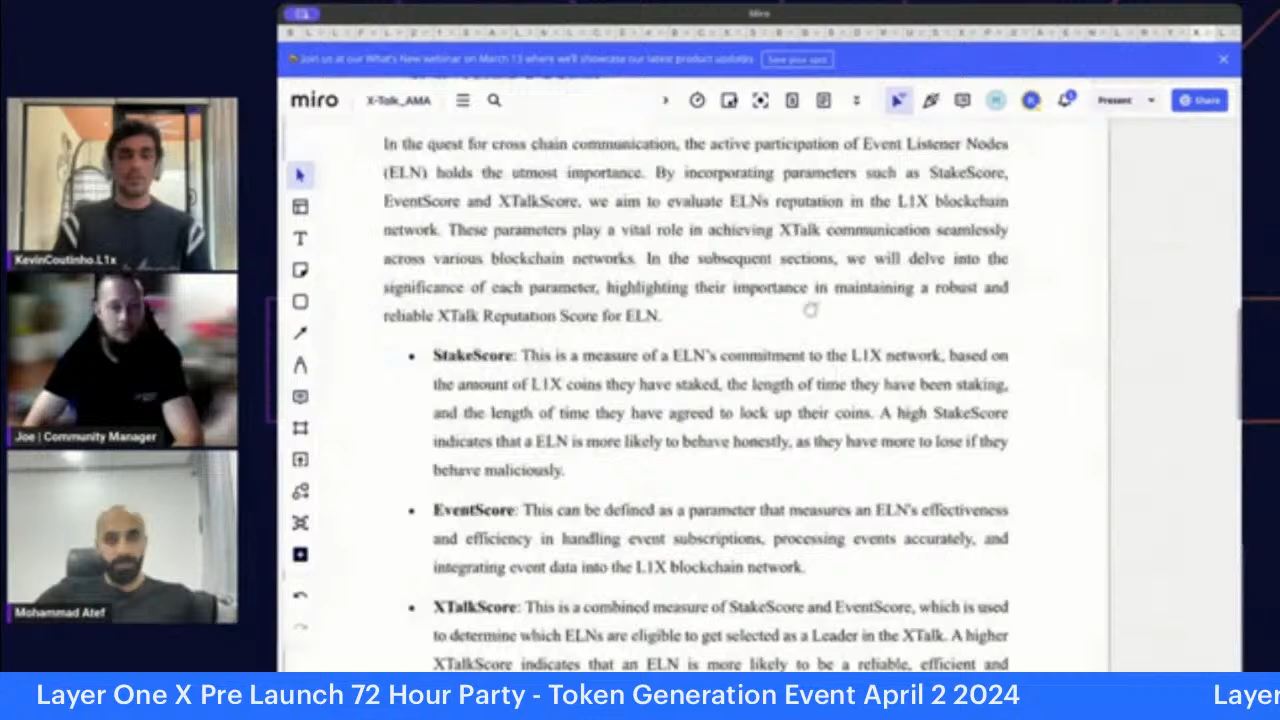 Miro
Join us at our What's New webinar on March 13 where we'll showcase our latest product updates
Save your spot
miro
X-Talk_AMA
Present
Share
In the quest for cross chain communication, the active participation of Event Listener Nodes
(ELN) holds the utmost importance. By incorporating parameters such as StakeScore,
EventScore and XTalkScore, we aim to evaluate ELNs reputation in the L1X blockchain
network. These parameters play a vital role in achieving XTalk communication seamlessly
across various blockchain networks. In the subsequent sections, we will delve into the
significance of each parameter, highlighting their importance in maintaining a robust and
reliable XTalk Reputation Score for ELN.
• StakeScore: This is a measure of a ELN's commitment to the L1X network, based on
the amount of L1X coins they have staked, the length of time they have been staking,
and the length of time they have agreed to lock up their coins. A high StakeScore
indicates that a ELN is more likely to behave honestly, as they have more to lose if they
behave maliciously.
• EventScore: This can be defined as a parameter that measures an ELN's effectiveness
and efficiency in handling event subscriptions, processing events accurately, and
integrating event data into the L1X blockchain network.
• XTalkScore: This is a combined measure of StakeScore and EventScore, which is used
to determine which ELNs are eligible to get selected as a Leader in the XTalk. A higher
XTalkScore indicates that an ELN is more likely to be a reliable, efficient and
KevinCoutinho.L1x
Joe | Community Manager
Mohammad Atef
Layer One X Pre Launch 72 Hour Party - Token Generation Event April 2 2024
Layer